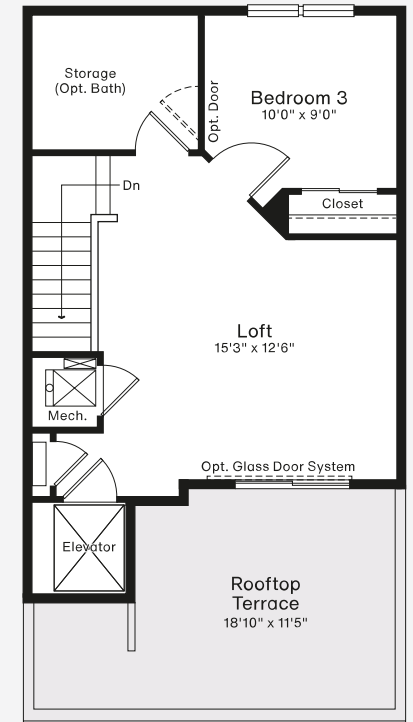 Storage
(Opt. Bath)
Opt. Door
Bedroom 3
10'0" x 9'0"
Dn
Closet
Loft
15'3" x 12'6"
Mech.
Opt. Glass Door System
Elevator
Rooftop
Terrace
18'10" x 11'5"